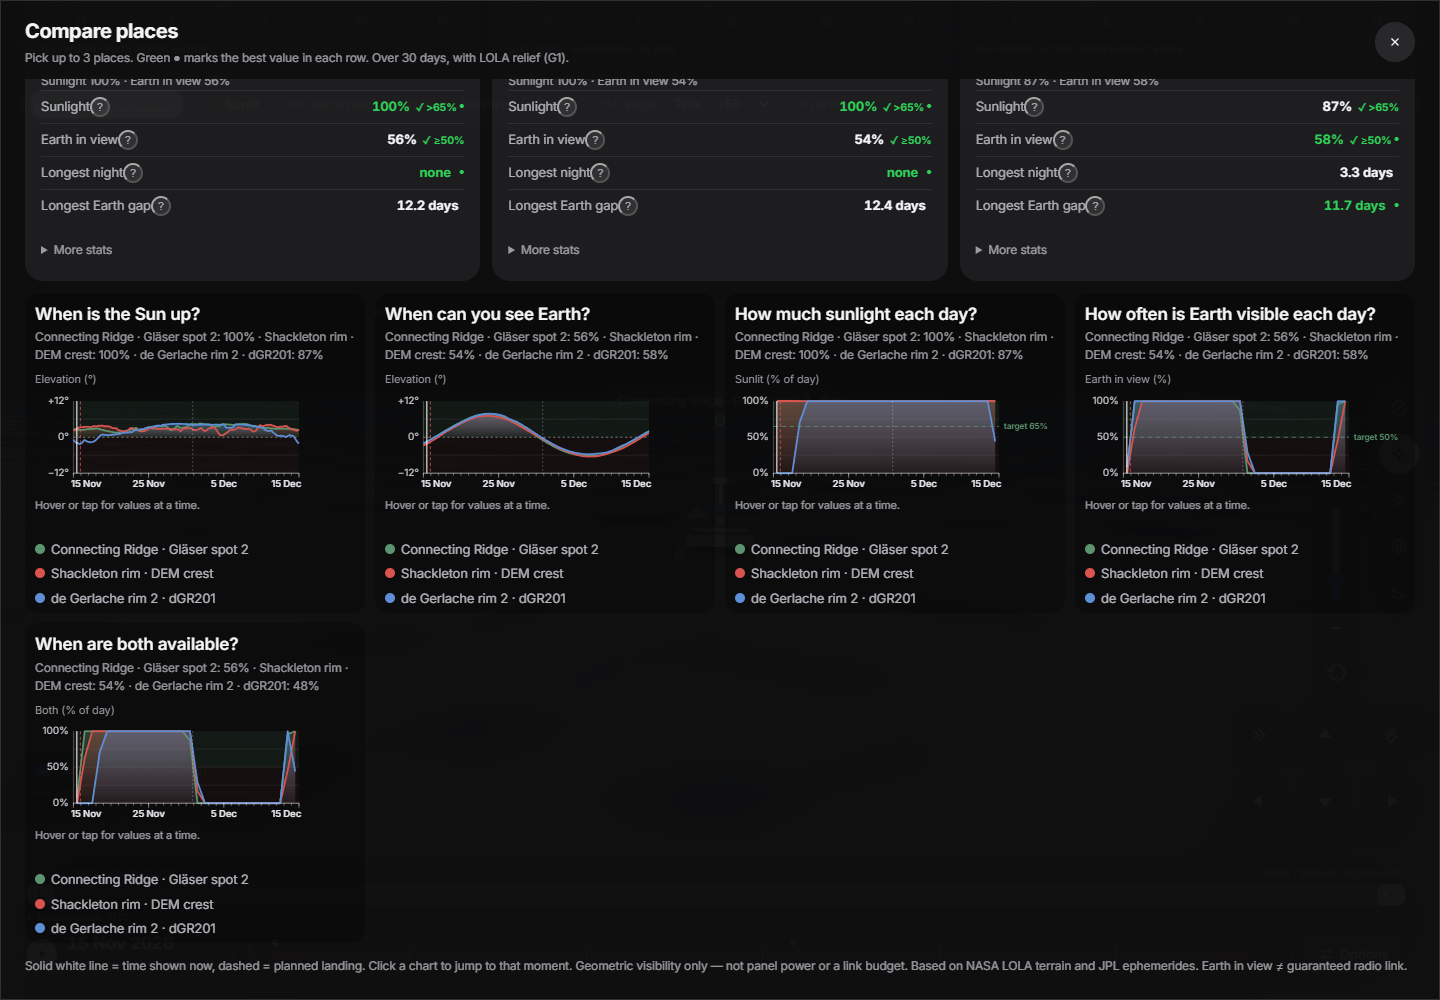 Compare places
Pick up to 3 places. Green ● marks the best value in each row. Over 30 days, with LOLA relief (G1).
×
Sunlight 100% · Earth in view 56%
Sunlight ? 100% ✓ >65% •
Earth in view ? 56% ✓ ≥50%
Longest night ? none •
Longest Earth gap ? 12.2 days
▶ More stats
Sunlight 100% · Earth in view 54%
Sunlight ? 100% ✓ >65% •
Earth in view ? 54% ✓ ≥50%
Longest night ? none •
Longest Earth gap ? 12.4 days
▶ More stats
Sunlight 87% · Earth in view 58%
Sunlight ? 87% ✓ >65%
Earth in view ? 58% ✓ ≥50% •
Longest night ? 3.3 days
Longest Earth gap ? 11.7 days •
▶ More stats
When is the Sun up?
Connecting Ridge · Gläser spot 2: 100% · Shackleton rim ·
DEM crest: 100% · de Gerlache rim 2 · dGR201: 87%
Elevation (°)
+12°
0°
−12°
15 Nov 25 Nov 5 Dec 15 Dec
Hover or tap for values at a time.
Connecting Ridge · Gläser spot 2
Shackleton rim · DEM crest
de Gerlache rim 2 · dGR201
When can you see Earth?
Connecting Ridge · Gläser spot 2: 56% · Shackleton rim ·
DEM crest: 54% · de Gerlache rim 2 · dGR201: 58%
Elevation (°)
+12°
0°
−12°
15 Nov 25 Nov 5 Dec 15 Dec
Hover or tap for values at a time.
Connecting Ridge · Gläser spot 2
Shackleton rim · DEM crest
de Gerlache rim 2 · dGR201
How much sunlight each day?
Connecting Ridge · Gläser spot 2: 100% · Shackleton rim ·
DEM crest: 100% · de Gerlache rim 2 · dGR201: 87%
Sunlit (% of day)
100%
target 65%
50%
0%
15 Nov 25 Nov 5 Dec 15 Dec
Hover or tap for values at a time.
Connecting Ridge · Gläser spot 2
Shackleton rim · DEM crest
de Gerlache rim 2 · dGR201
How often is Earth visible each day?
Connecting Ridge · Gläser spot 2: 56% · Shackleton rim ·
DEM crest: 54% · de Gerlache rim 2 · dGR201: 58%
Earth in view (%)
100%
50% target 50%
0%
15 Nov 25 Nov 5 Dec 15 Dec
Hover or tap for values at a time.
Connecting Ridge · Gläser spot 2
Shackleton rim · DEM crest
de Gerlache rim 2 · dGR201
When are both available?
Connecting Ridge · Gläser spot 2: 56% · Shackleton rim ·
DEM crest: 54% · de Gerlache rim 2 · dGR201: 48%
Both (% of day)
100%
50%
0%
15 Nov 25 Nov 5 Dec 15 Dec
Hover or tap for values at a time.
Connecting Ridge · Gläser spot 2
Shackleton rim · DEM crest
de Gerlache rim 2 · dGR201
15 Nov 2028
Solid white line = time shown now, dashed = planned landing. Click a chart to jump to that moment. Geometric visibility only — not panel power or a link budget. Based on NASA LOLA terrain and JPL ephemerides. Earth in view ≠ guaranteed radio link.